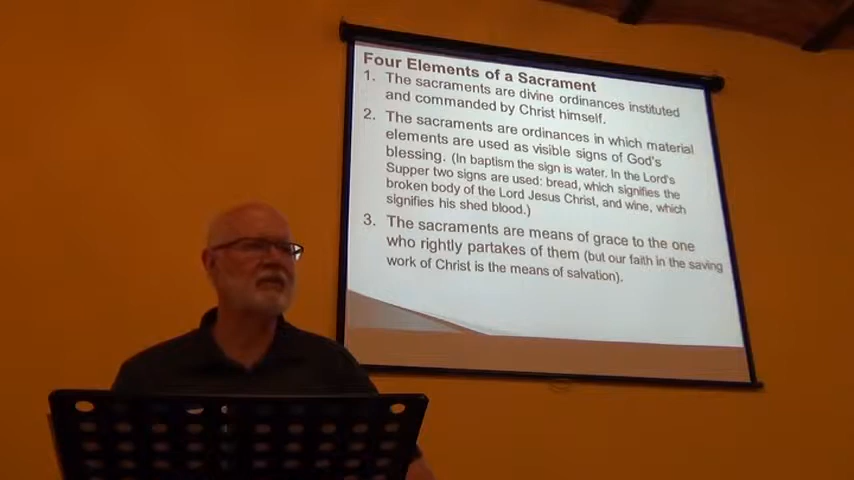 Four Elements of a Sacrament
1. The sacraments are divine ordinances instituted
and commanded by Christ himself.
2. The sacraments are ordinances in which material
elements are used as visible signs of God's
blessing. (In baptism the sign is water. In the Lord's
Supper two signs are used: bread, which signifies the
broken body of the Lord Jesus Christ, and wine, which
signifies his shed blood.)
3. The sacraments are means of grace to the one
who rightly partakes of them (but our faith in the saving
work of Christ is the means of salvation).